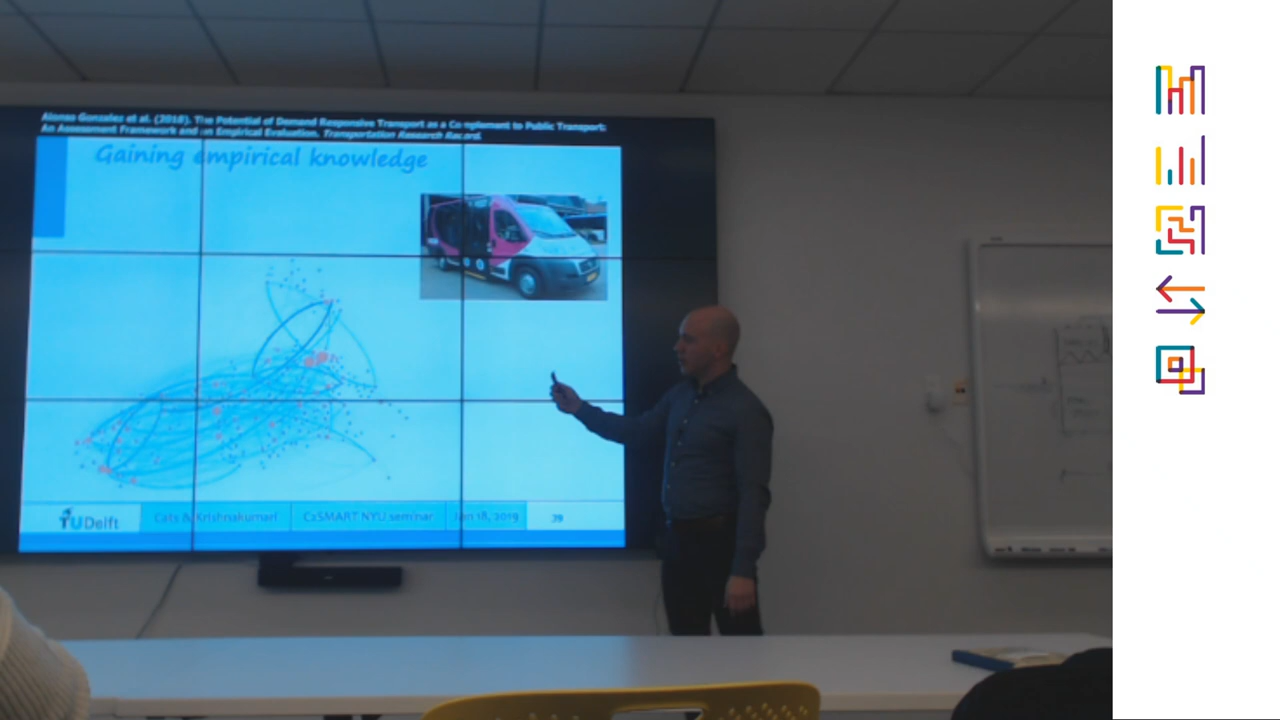 Alonso Gonzalez et al. (2018). The Potential of Demand Responsive Transport as a Complement to Public Transport:
An Assessment Framework and an Empirical Evaluation. Transportation Research Record.
Gaining empirical knowledge
TU Delft
Cats & Krishnakumari
C2SMART NYU seminar
Jan 18, 2019
39